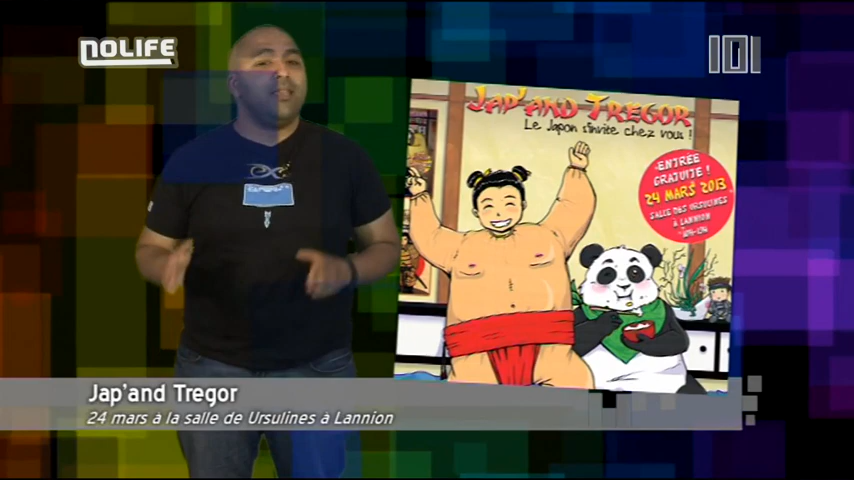 NOLIFE
101
JAP'AND TREGOR
Le Japon s'invite chez vous !
ENTRÉE
GRATUITE !
24 MARS 2013
SALLE DES URSULINES
À LANNION
Jap'and Tregor
24 mars à la salle de Ursulines à Lannion